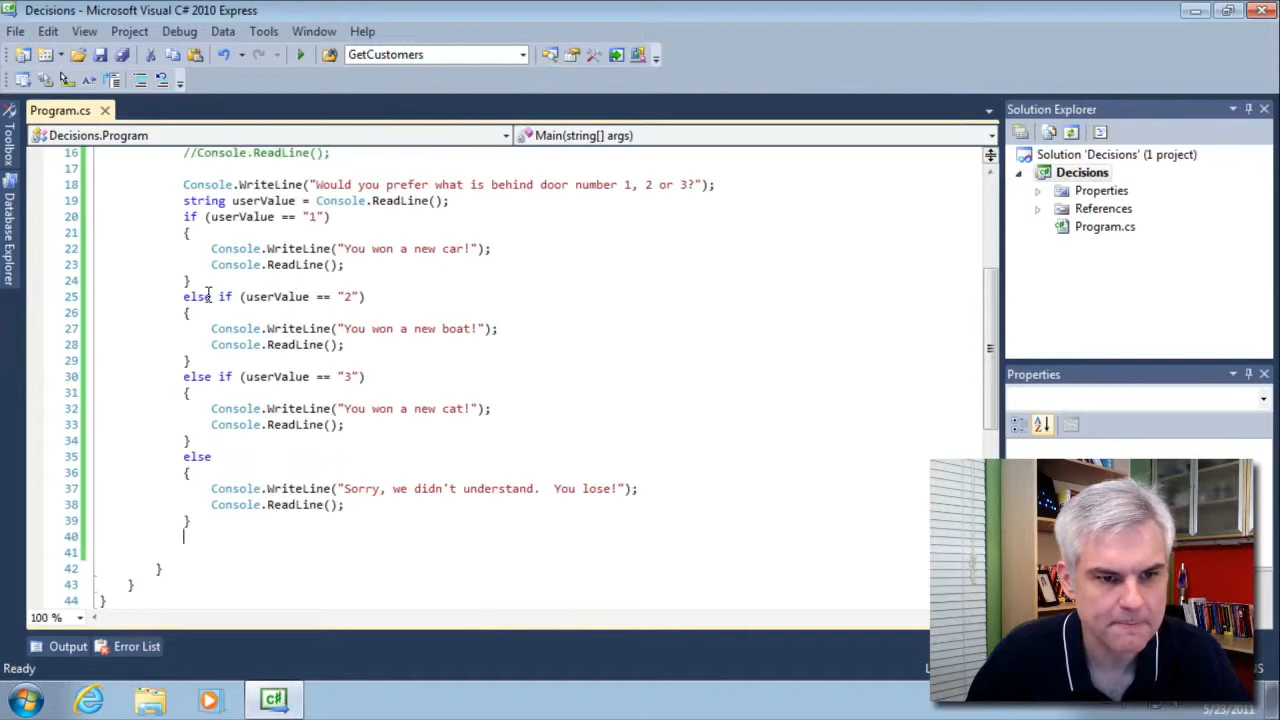 Decisions - Microsoft Visual C# 2010 Express
File Edit View Project Debug Data Tools Window Help
GetCustomers
Program.cs
Decisions.Program
Main(string[] args)
Toolbox
Database Explorer
16 //Console.ReadLine();
17
18 Console.WriteLine("Would you prefer what is behind door number 1, 2 or 3?");
19 string userValue = Console.ReadLine();
20 if (userValue == "1")
21 {
22 Console.WriteLine("You won a new car!");
23 Console.ReadLine();
24 }
25 else if (userValue == "2")
26 {
27 Console.WriteLine("You won a new boat!");
28 Console.ReadLine();
29 }
30 else if (userValue == "3")
31 {
32 Console.WriteLine("You won a new cat!");
33 Console.ReadLine();
34 }
35 else
36 {
37 Console.WriteLine("Sorry, we didn't understand.  You lose!");
38 Console.ReadLine();
39 }
40
41
42 }
43 }
44 }
100 %
Solution Explorer
Solution 'Decisions' (1 project)
Decisions
Properties
References
Program.cs
Properties
Output
Error List
Ready
5/23/2011